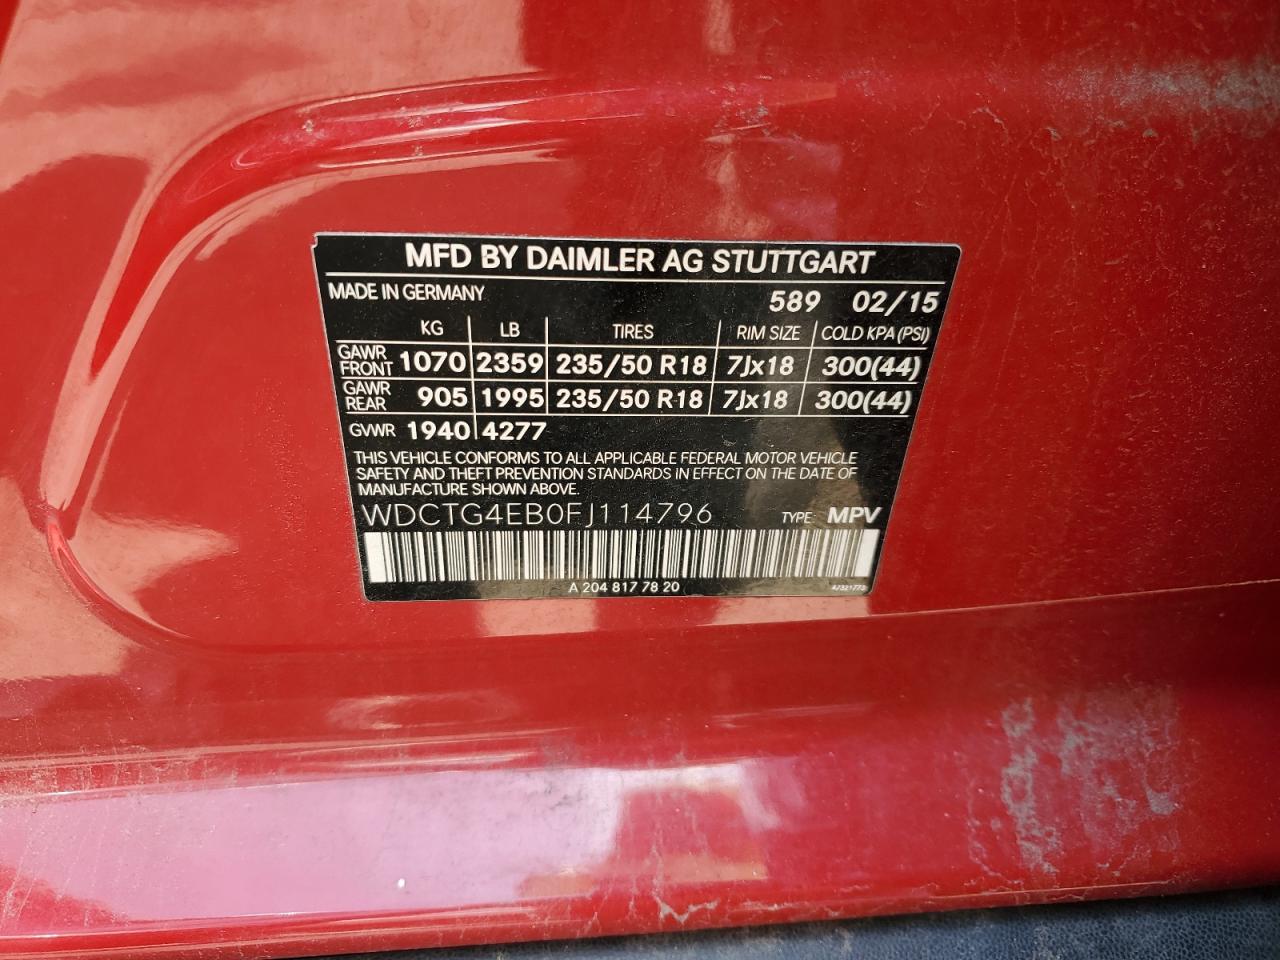 MFD BY DAIMLER AG STUTTGART
MADE IN GERMANY 589 02/15
KG LB TIRES RIM SIZE COLD KPA (PSI)
GAWR FRONT 1070 2359 235/50 R18 7Jx18 300(44)
GAWR REAR 905 1995 235/50 R18 7Jx18 300(44)
GVWR 1940 4277
THIS VEHICLE CONFORMS TO ALL APPLICABLE FEDERAL MOTOR VEHICLE
SAFETY AND THEFT PREVENTION STANDARDS IN EFFECT ON THE DATE OF
MANUFACTURE SHOWN ABOVE.
WDCTG4EB0FJ114796 TYPE: MPV
A 204 817 78 20